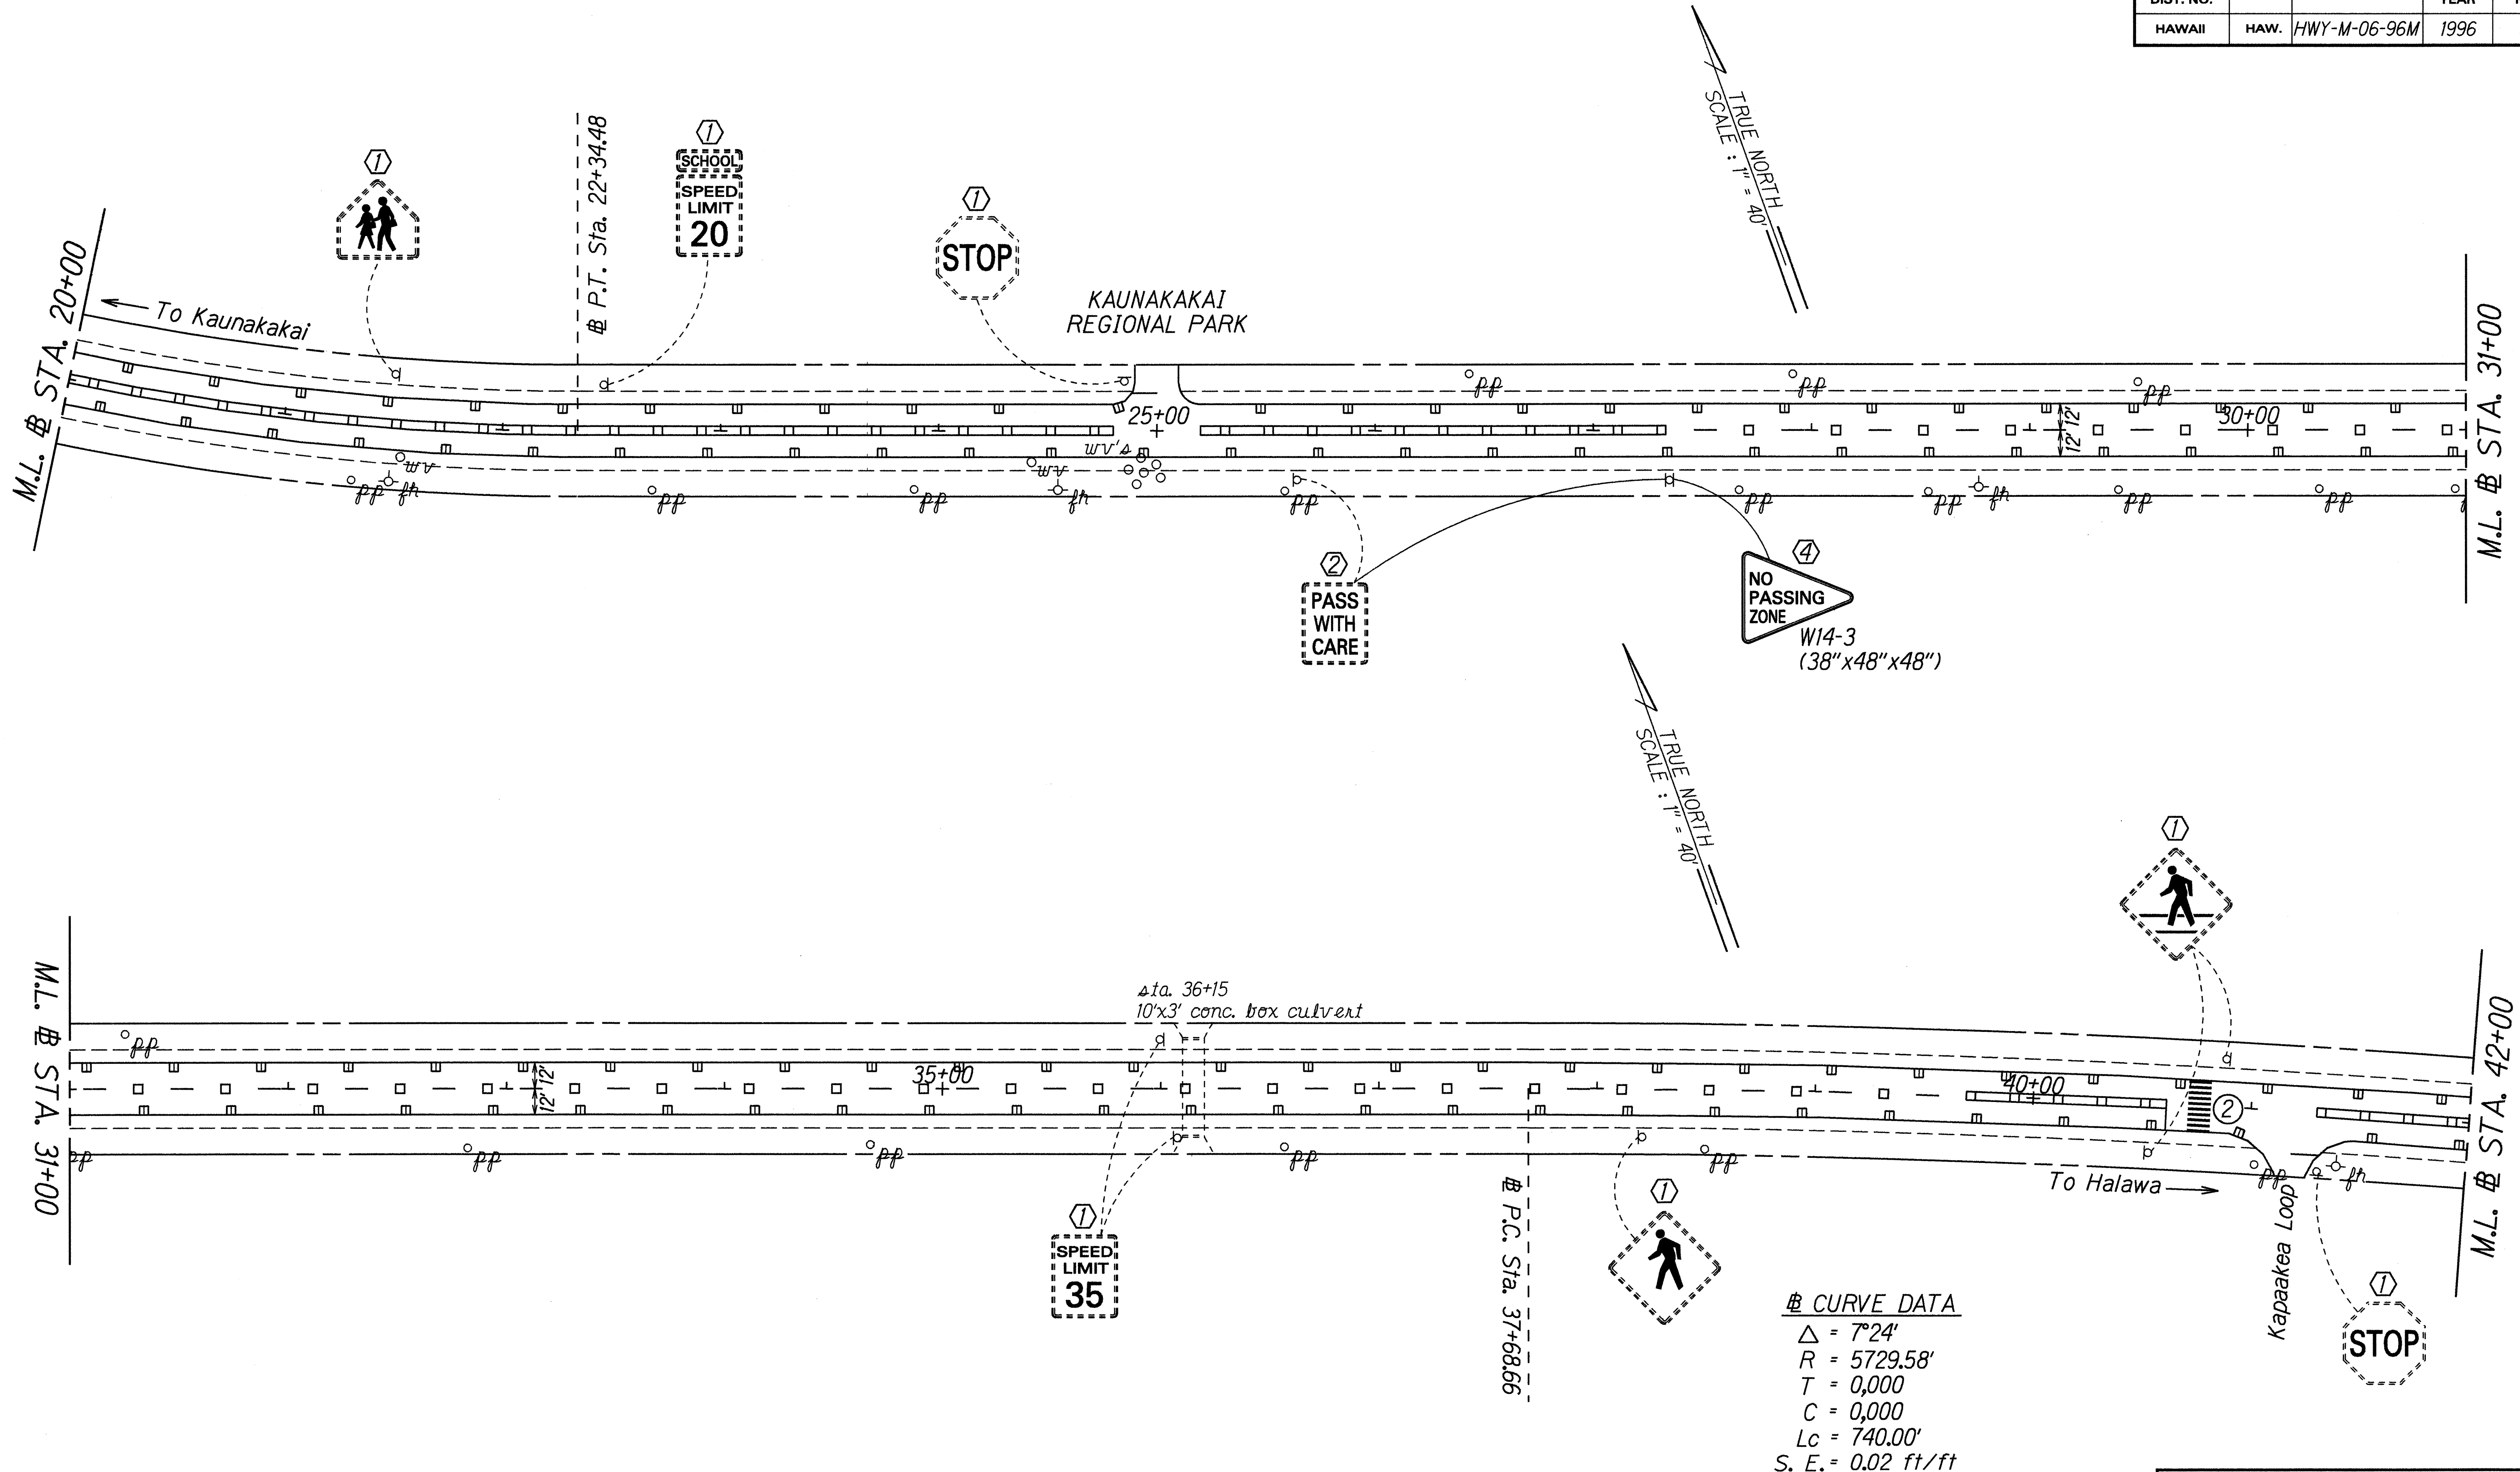 DIST. NO. YEAR
HAWAII HAW. HWY-M-06-96M 1996
TRUE NORTH
SCALE : 1" = 40'
1
1
SCHOOL
SPEED
LIMIT
20
1
STOP
℄ P.T. Sta. 22+34.48
M.L. ℄ STA. 20+00
To Kaunakakai
KAUNAKAKAI
REGIONAL PARK
M.L. ℄ STA. 31+00
pp
pp
pp
25+00
30+00
12' 12'
wv
wv
wv's
pp
fh
pp
pp
fh
pp
pp
pp
fh
pp
pp
2
PASS
WITH
CARE
4
NO
PASSING
ZONE
W14-3
(38"x48"x48")
TRUE NORTH
SCALE : 1" = 40'
1
M.L. ℄ STA. 31+00
sta. 36+15
10'x3' conc. box culvert
M.L. ℄ STA. 42+00
pp
35+00
40+00
12' 12'
2
pp
pp
pp
pp
pp
pp
fh
To Halawa
Kapaakea Loop
1
SPEED
LIMIT
35
℄ P.C. Sta. 37+68.66
1
1
STOP
℄ CURVE DATA
△ = 7°24'
R = 5729.58'
T = 0,000
C = 0,000
Lc = 740.00'
S. E. = 0.02 ft/ft